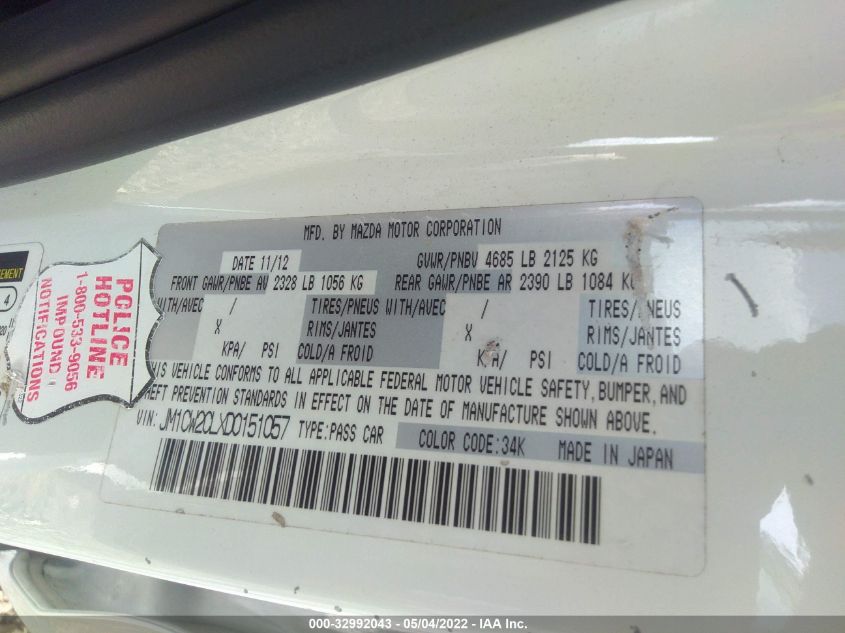 MFD. BY MAZDA MOTOR CORPORATION
DATE 11/12 GVWR/PNBV 4685 LB 2125 KG
FRONT GAWR/PNBE AV 2328 LB 1056 KG REAR GAWR/PNBE AR 2390 LB 1084 KG
WITH/AVEC / TIRES/PNEUS WITH/AVEC / TIRES/PNEUS
X RIMS/JANTES X RIMS/JANTES
KPA/ PSI COLD/A FROID KPA/ PSI COLD/A FROID
THIS VEHICLE CONFORMS TO ALL APPLICABLE FEDERAL MOTOR VEHICLE SAFETY, BUMPER, AND
THEFT PREVENTION STANDARDS IN EFFECT ON THE DATE OF MANUFACTURE SHOWN ABOVE.
VIN: JM1CW2CLXD0151057 TYPE:PASS CAR COLOR CODE:34K MADE IN JAPAN
POLICE
HOTLINE
1-800-533-9056
IMPOUND
NOTIFICATIONS
4
000-32992043 - 05/04/2022 - IAA Inc.